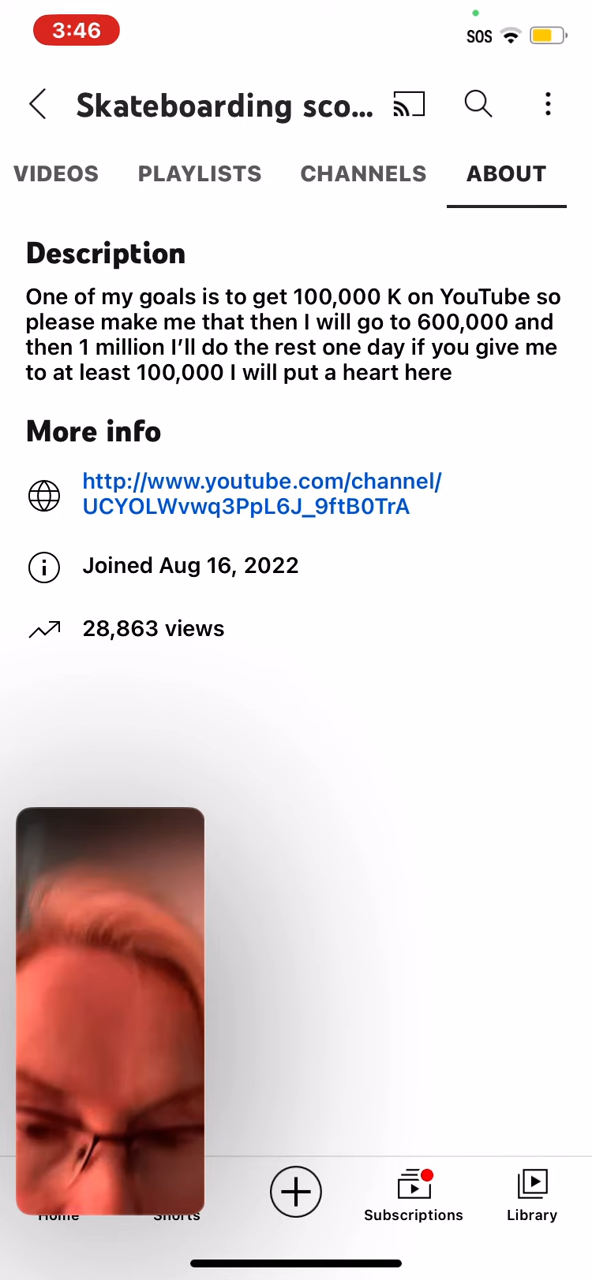 3:46
SOS
Skateboarding sco...
VIDEOS PLAYLISTS CHANNELS ABOUT
Description
One of my goals is to get 100,000 K on YouTube so
please make me that then I will go to 600,000 and
then 1 million I’ll do the rest one day if you give me
to at least 100,000 I will put a heart here
More info
http://www.youtube.com/channel/
UCYOLWvwq3PpL6J_9ftB0TrA
Joined Aug 16, 2022
28,863 views
Home Shorts Subscriptions Library